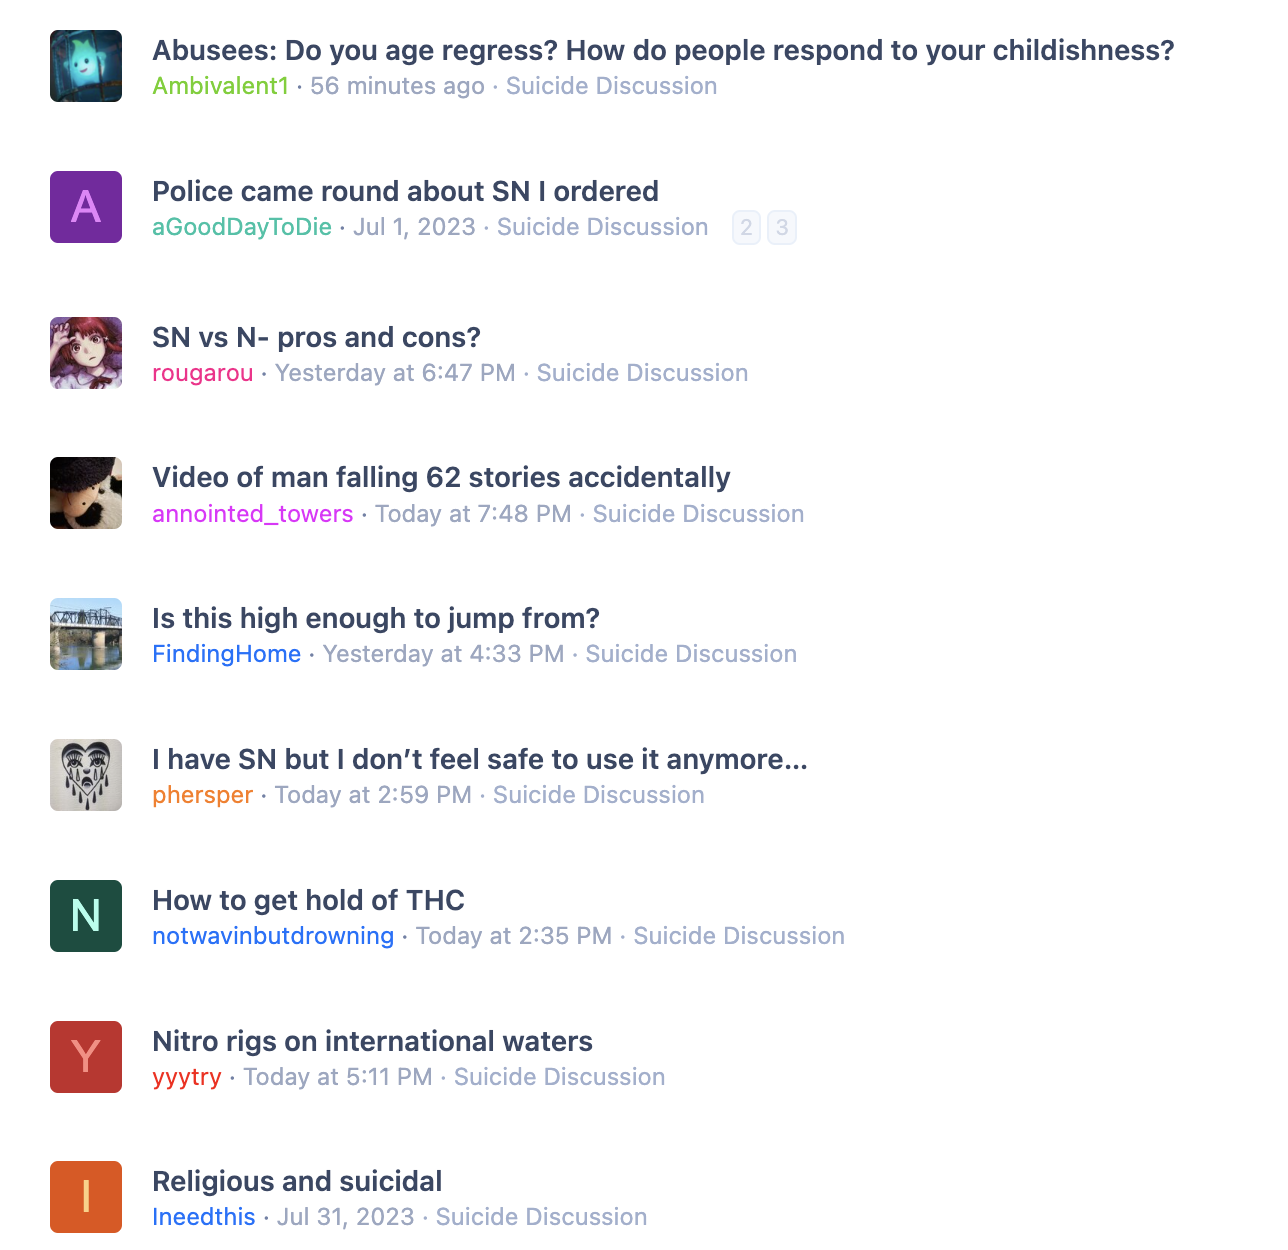 Abusees: Do you age regress? How do people respond to your childishness?
Ambivalent1 · 56 minutes ago · Suicide Discussion
A
Police came round about SN I ordered
aGoodDayToDie · Jul 1, 2023 · Suicide Discussion 2 3
SN vs N- pros and cons?
rougarou · Yesterday at 6:47 PM · Suicide Discussion
Video of man falling 62 stories accidentally
annointed_towers · Today at 7:48 PM · Suicide Discussion
Is this high enough to jump from?
FindingHome · Yesterday at 4:33 PM · Suicide Discussion
I have SN but I don’t feel safe to use it anymore...
phersper · Today at 2:59 PM · Suicide Discussion
N
How to get hold of THC
notwavinbutdrowning · Today at 2:35 PM · Suicide Discussion
Y
Nitro rigs on international waters
yyytry · Today at 5:11 PM · Suicide Discussion
I
Religious and suicidal
Ineedthis · Jul 31, 2023 · Suicide Discussion